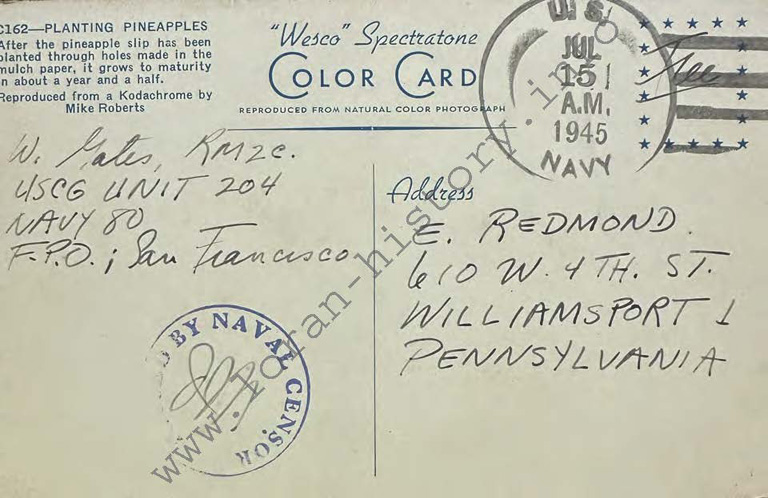 C162—PLANTING PINEAPPLES
After the pineapple slip has been
planted through holes made in the
mulch paper, it grows to maturity
in about a year and a half.
Reproduced from a Kodachrome by
Mike Roberts
"Wesco" Spectratone
COLOR CARD
REPRODUCED FROM NATURAL COLOR PHOTOGRAPH
U.S.
JUL
15
A.M.
1945
NAVY
Free
W. Gates, RM2C.
USCG UNIT 204
NAVY 80
F.P.O. ; San Francisco
Address
E. REDMOND.
610 W. 4TH. ST.
WILLIAMSPORT 1
PENNSYLVANIA
BY NAVAL CENSOR
www.loran-history.info